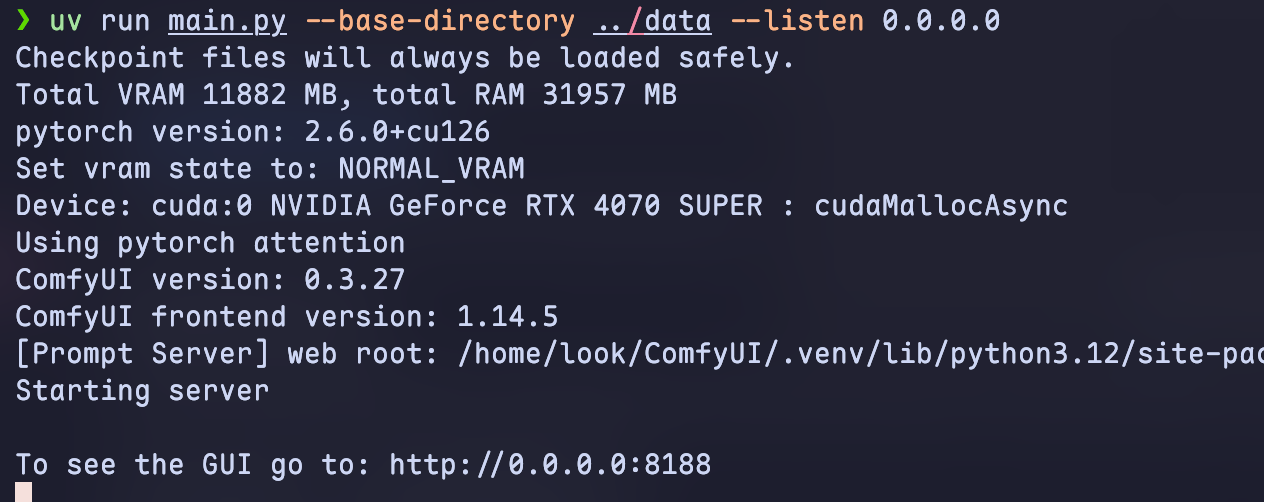 ❯ uv run main.py --base-directory ../data --listen 0.0.0.0
Checkpoint files will always be loaded safely.
Total VRAM 11882 MB, total RAM 31957 MB
pytorch version: 2.6.0+cu126
Set vram state to: NORMAL_VRAM
Device: cuda:0 NVIDIA GeForce RTX 4070 SUPER : cudaMallocAsync
Using pytorch attention
ComfyUI version: 0.3.27
ComfyUI frontend version: 1.14.5
[Prompt Server] web root: /home/look/ComfyUI/.venv/lib/python3.12/site-pac
Starting server
To see the GUI go to: http://0.0.0.0:8188